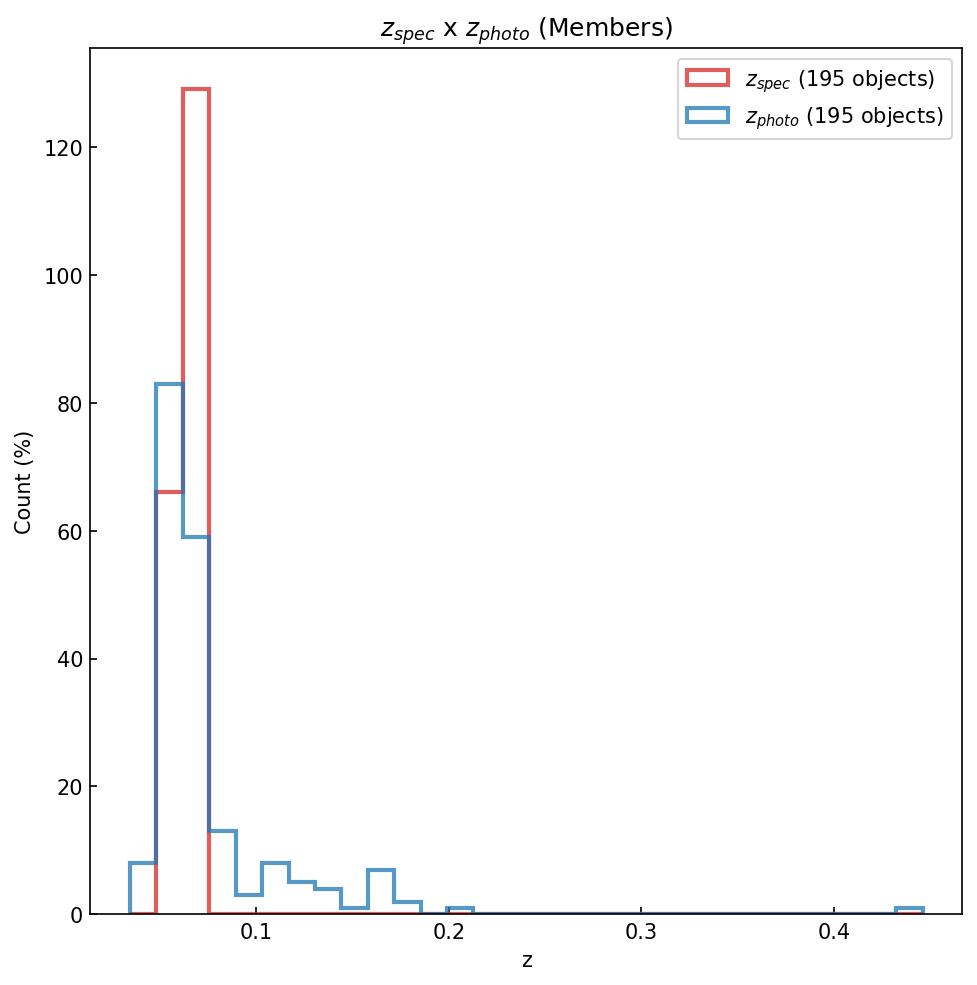 z_spec x z_photo (Members)
z_spec (195 objects)
z_photo (195 objects)
Count (%)
120
100
80
60
40
20
0
0.1 0.2 0.3 0.4
z